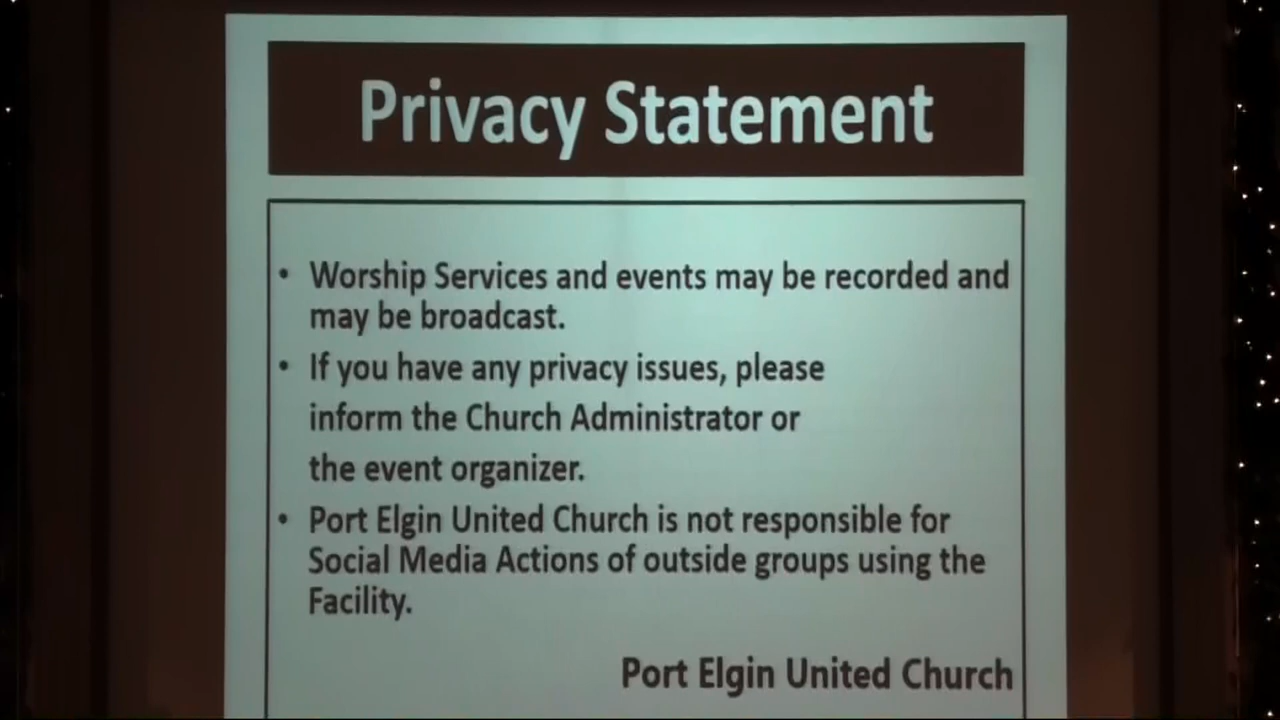 Privacy Statement
• Worship Services and events may be recorded and
may be broadcast.
• If you have any privacy issues, please
inform the Church Administrator or
the event organizer.
• Port Elgin United Church is not responsible for
Social Media Actions of outside groups using the
Facility.
Port Elgin United Church